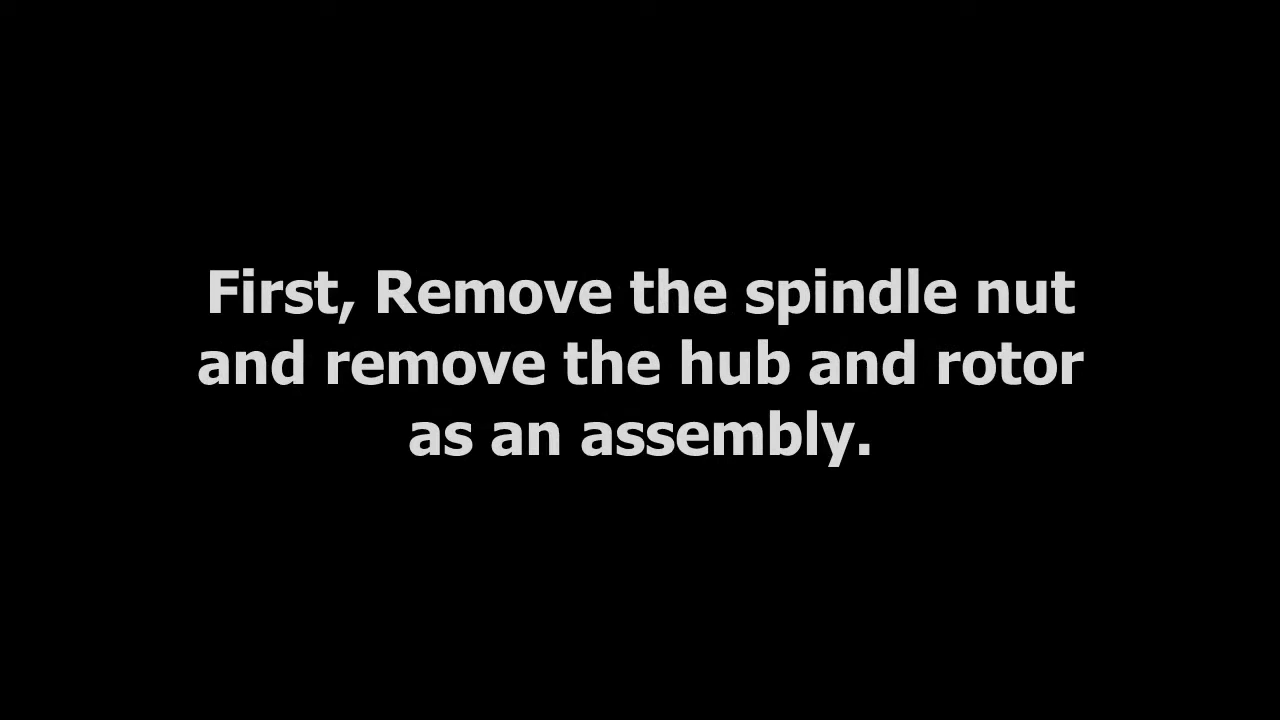 First, Remove the spindle nut
and remove the hub and rotor
as an assembly.